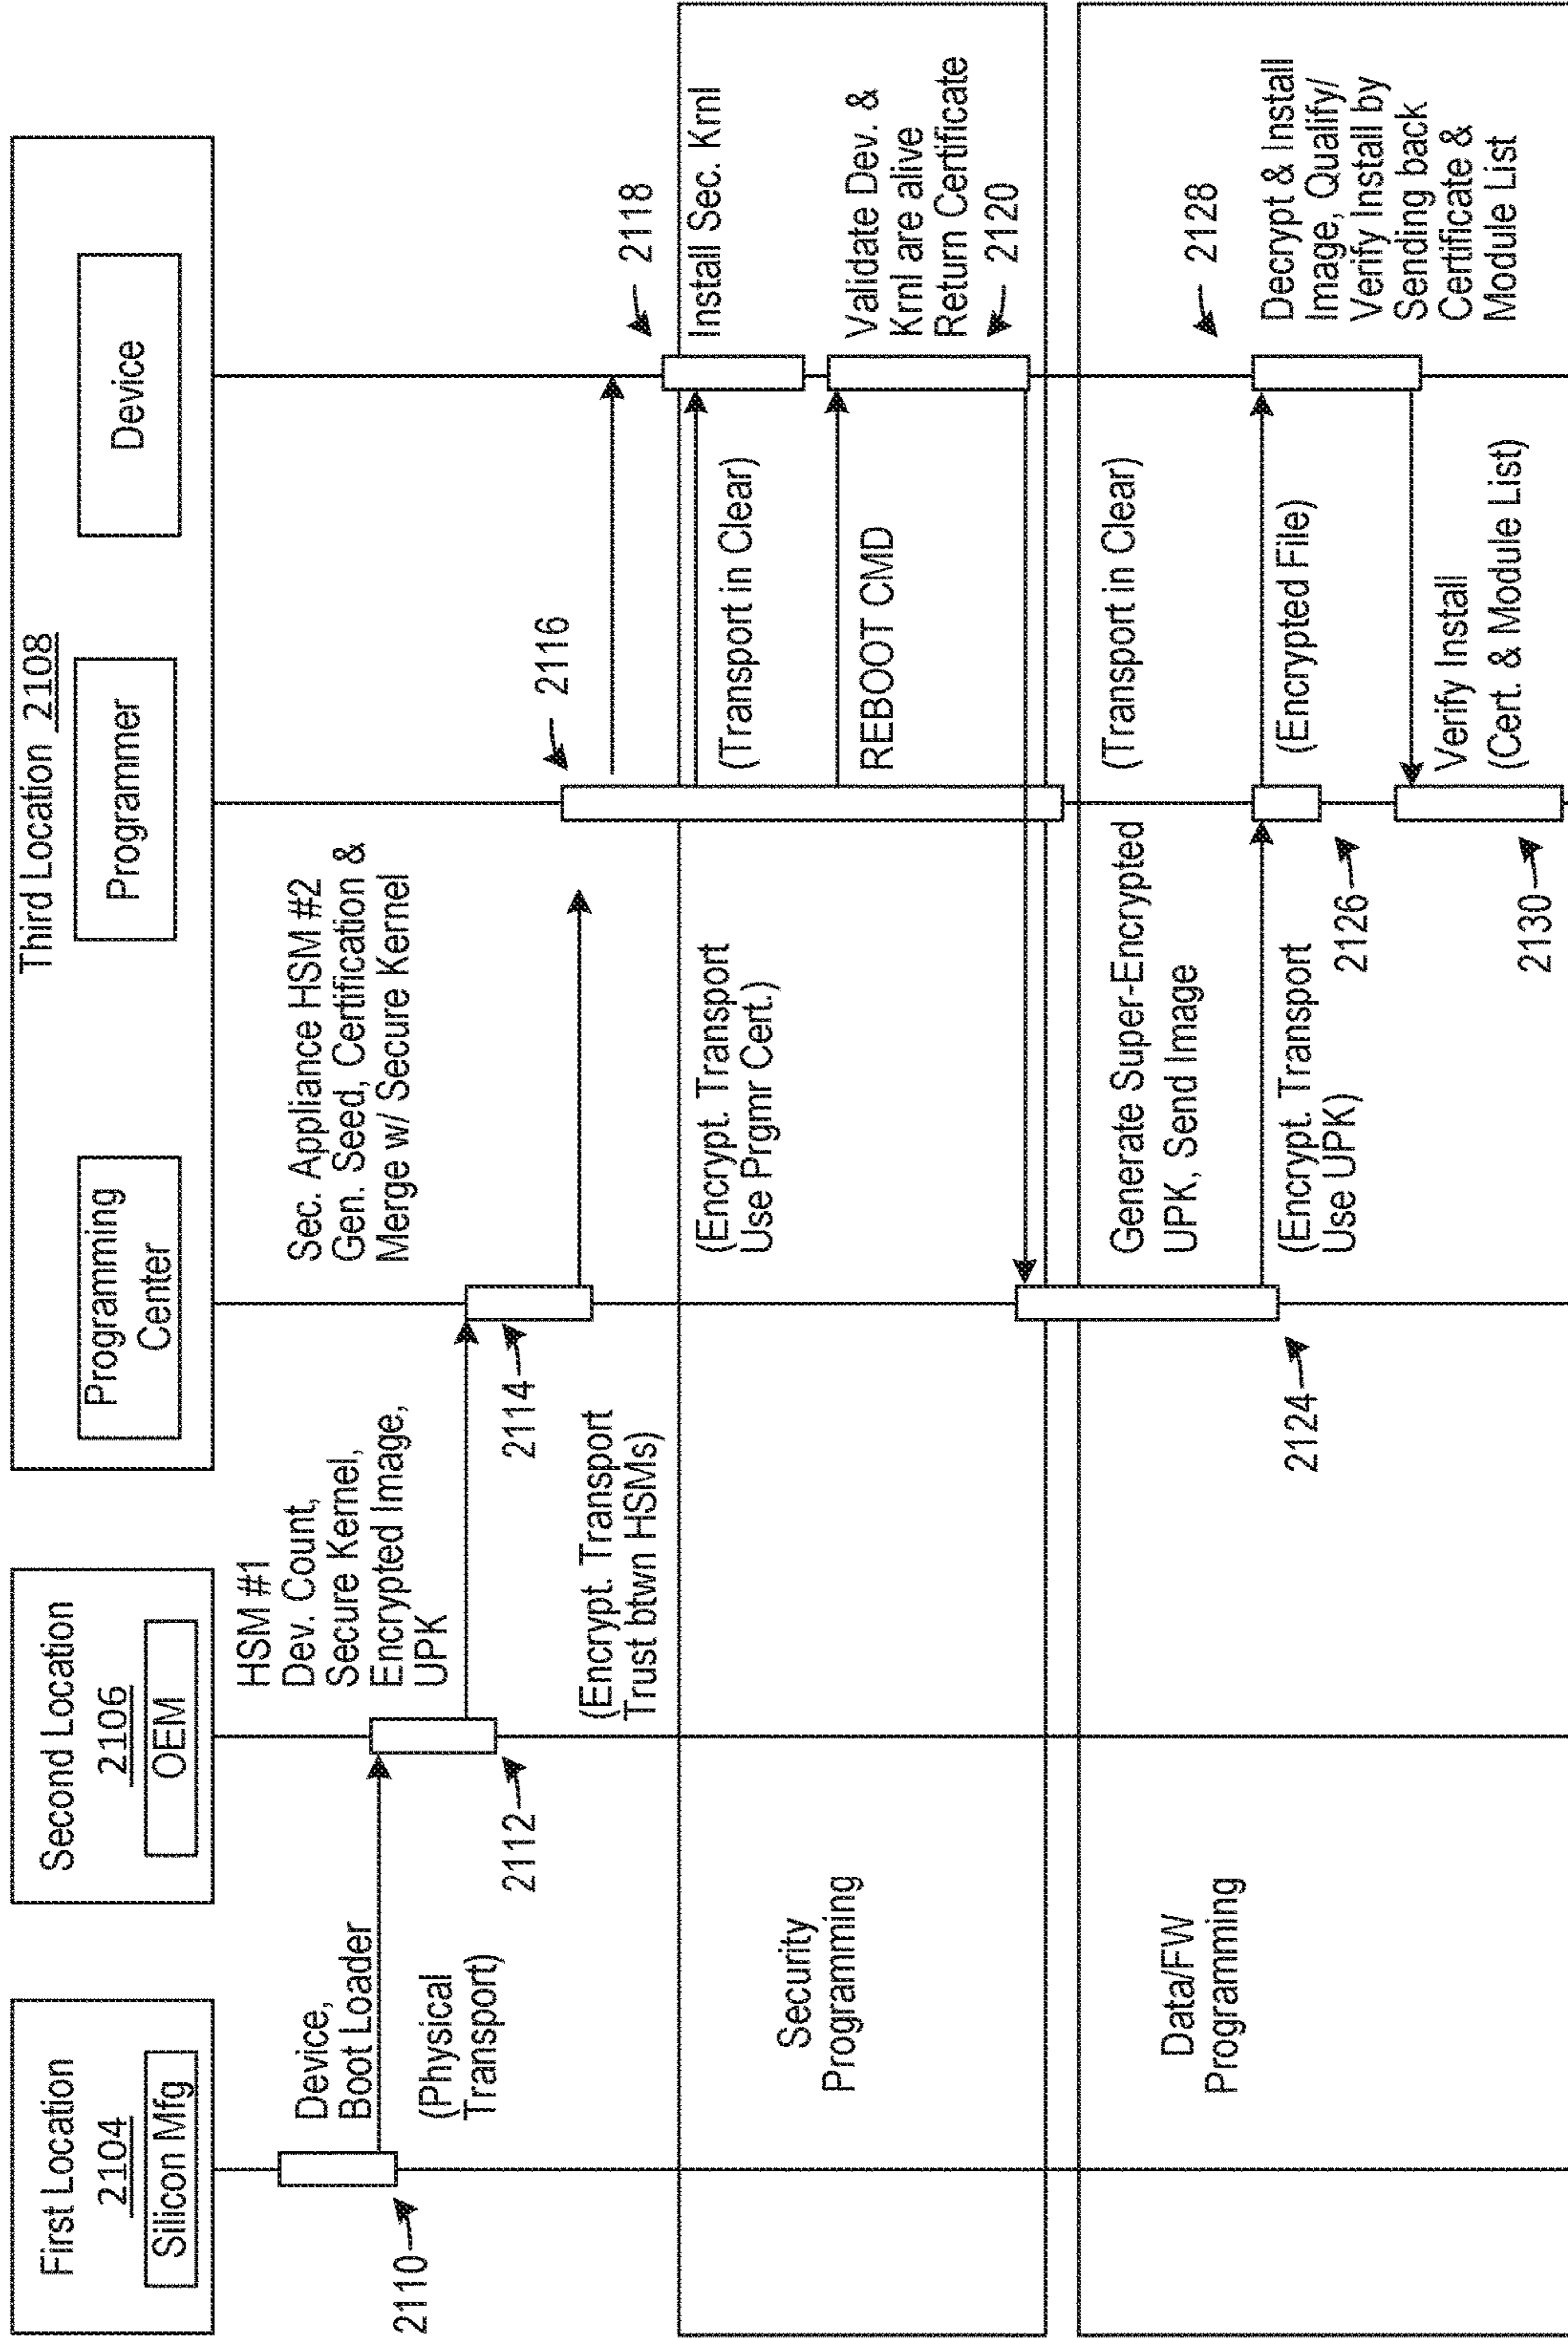 First Location
2104
Silicon Mfg
Second Location
2106
OEM
Third Location 2108
Programming
Center
Programmer
Device
2110
Device,
Boot Loader
(Physical
Transport)
2112
HSM #1
Dev. Count,
Secure Kernel,
Encrypted Image,
UPK
(Encrypt. Transport
Trust btwn HSMs)
2114
Sec. Appliance HSM #2
Gen. Seed, Certification &
Merge w/ Secure Kernel
2116
2118
Security
Programming
(Encrypt. Transport
Use Prgmr Cert.)
(Transport in Clear)
Install Sec. Krnl
REBOOT CMD
Validate Dev. &
Krnl are alive
Return Certificate
2120
Data/FW
Programming
2124
Generate Super-Encrypted
UPK, Send Image
(Encrypt. Transport
Use UPK)
(Transport in Clear)
(Encrypted File)
2126
2128
Decrypt & Install
Image, Qualify/
Verify Install by
Sending back
Certificate &
Module List
Verify Install
(Cert. & Module List)
2130